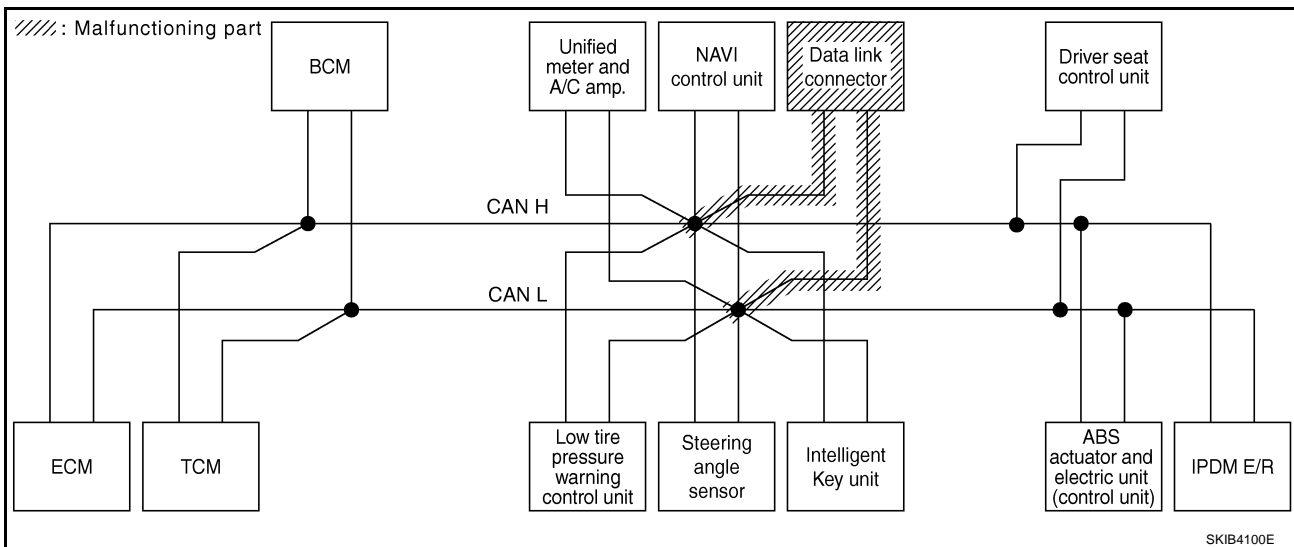 : Malfunctioning part
BCM
Unified
meter and
A/C amp.
NAVI
control unit
Data link
connector
Driver seat
control unit
CAN H
CAN L
ECM
TCM
Low tire
pressure
warning
control unit
Steering
angle
sensor
Intelligent
Key unit
ABS
actuator and
electric unit
(control unit)
IPDM E/R
SKIB4100E